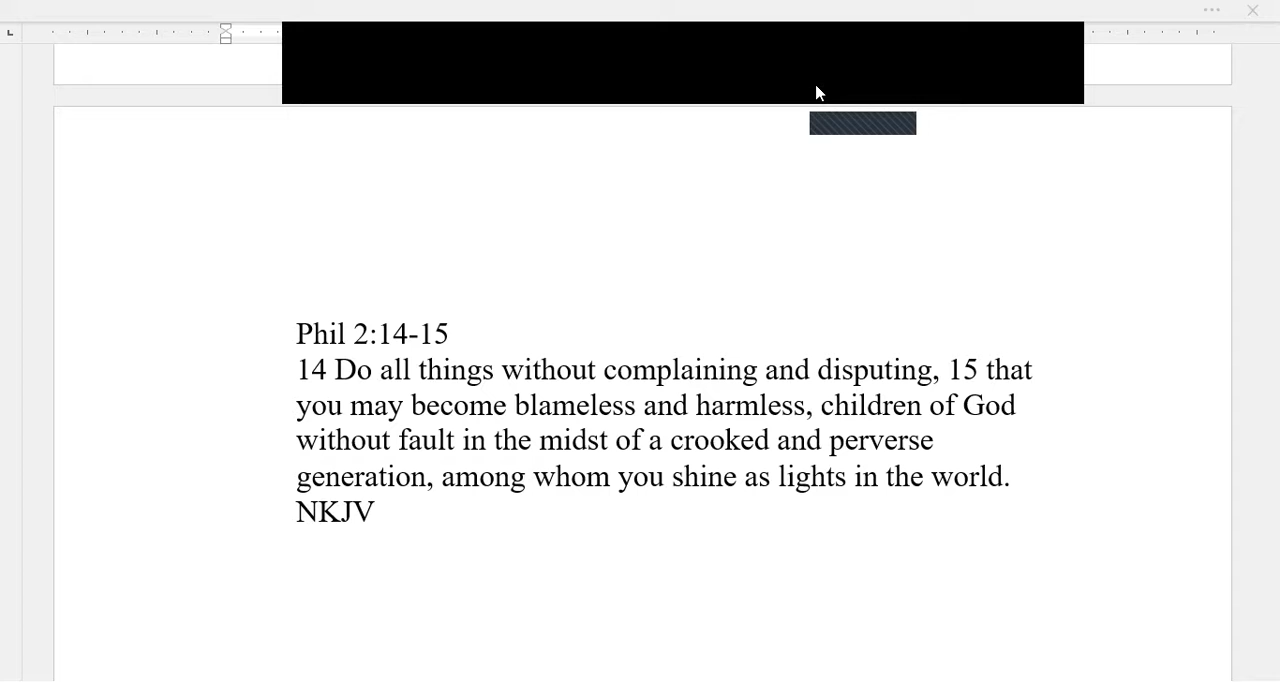 Phil 2:14-15
14 Do all things without complaining and disputing, 15 that
you may become blameless and harmless, children of God
without fault in the midst of a crooked and perverse
generation, among whom you shine as lights in the world.
NKJV